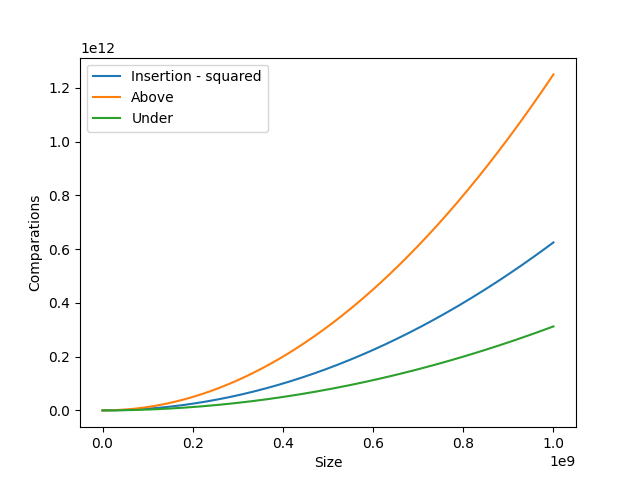 1e12
Insertion - squared
Above
Under
1.2
1.0
0.8
0.6
0.4
0.2
0.0
Comparations
0.0 0.2 0.4 0.6 0.8 1.0
1e9
Size